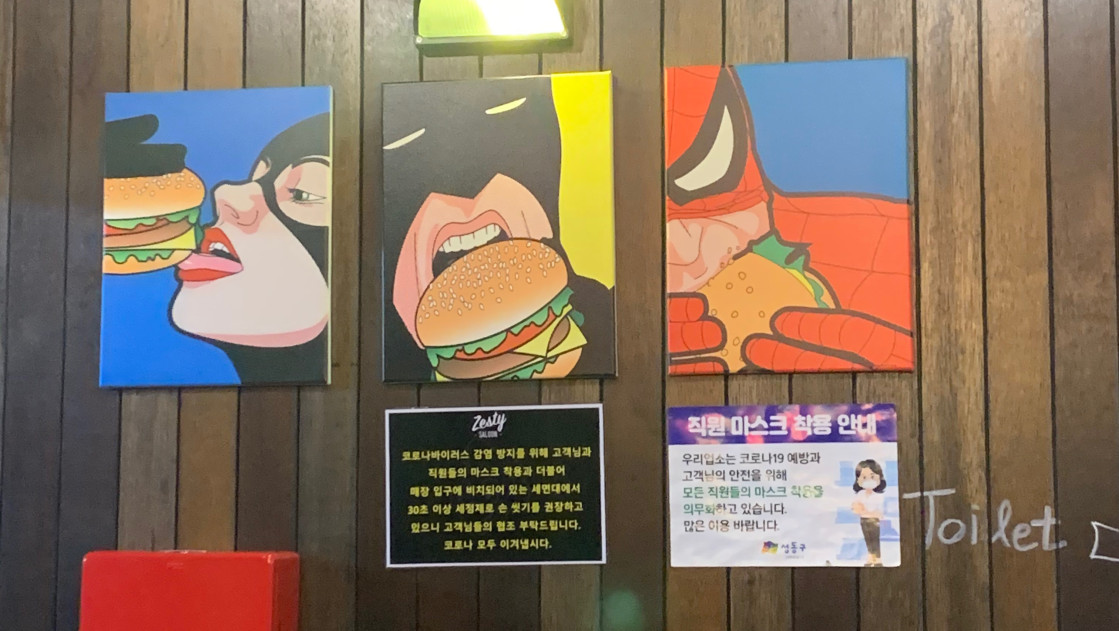 Zesty
SALOON
코로나바이러스 감염 방지를 위해 고객님과
직원들의 마스크 착용과 더불어
매장 입구에 비치되어 있는 세면대에서
30초 이상 세정제로 손 씻기를 권장하고
있으니 고객님들의 협조 부탁드립니다.
코로나 모두 이겨냅시다.
직원 마스크 착용 안내
우리업소는 코로나19 예방과
고객님의 안전을 위해
모든 직원들의 마스크 착용을
의무화하고 있습니다.
많은 이용 바랍니다.
성동구
Toilet